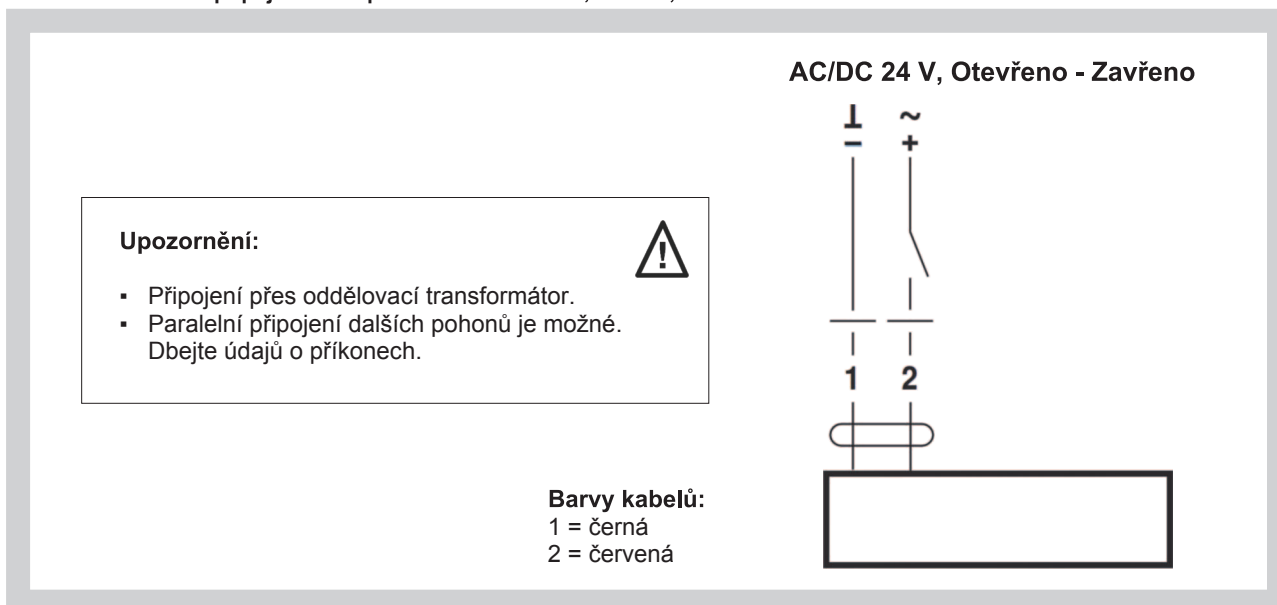 AC/DC 24 V, Otevřeno - Zavřeno
⊥ ~
– +
Upozornění:
▪ Připojení přes oddělovací transformátor.
▪ Paralelní připojení dalších pohonů je možné.
Dbejte údajů o příkonech.
1 2
Barvy kabelů:
1 = černá
2 = červená